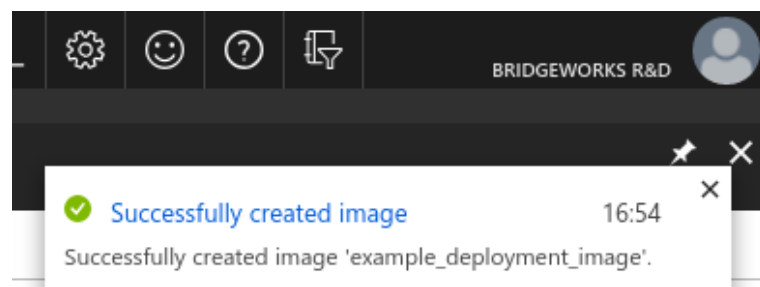 BRIDGEWORKS R&D
Successfully created image 16:54
Successfully created image 'example_deployment_image'.